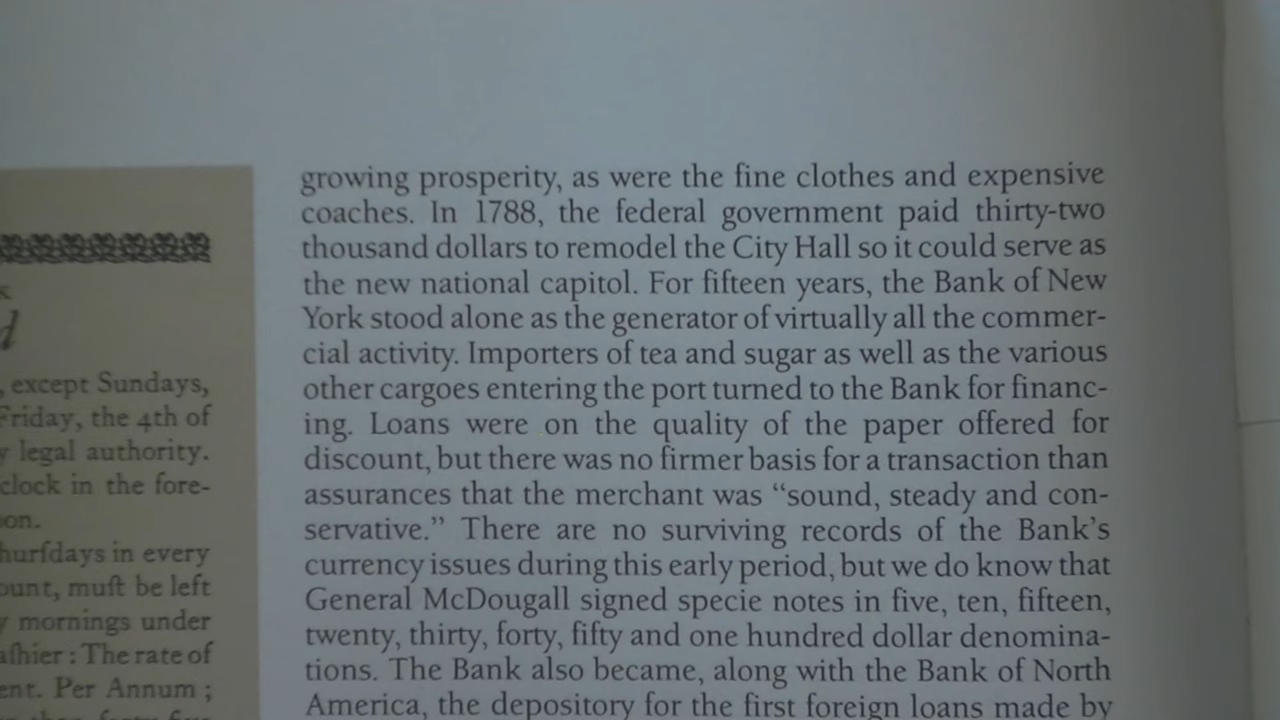 growing prosperity, as were the fine clothes and expensive
coaches. In 1788, the federal government paid thirty-two
thousand dollars to remodel the City Hall so it could serve as
the new national capitol. For fifteen years, the Bank of New
York stood alone as the generator of virtually all the commer-
cial activity. Importers of tea and sugar as well as the various
other cargoes entering the port turned to the Bank for financ-
ing. Loans were on the quality of the paper offered for
discount, but there was no firmer basis for a transaction than
assurances that the merchant was “sound, steady and con-
servative.” There are no surviving records of the Bank’s
currency issues during this early period, but we do know that
General McDougall signed specie notes in five, ten, fifteen,
twenty, thirty, forty, fifty and one hundred dollar denomina-
tions. The Bank also became, along with the Bank of North
America, the depository for the first foreign loans made by
, except Sundays,
Friday, the 4th of
legal authority.
clock in the fore-
on.
hurſdays in every
ount, muſt be left
mornings under
aſhier : The rate of
ent. Per Annum ;